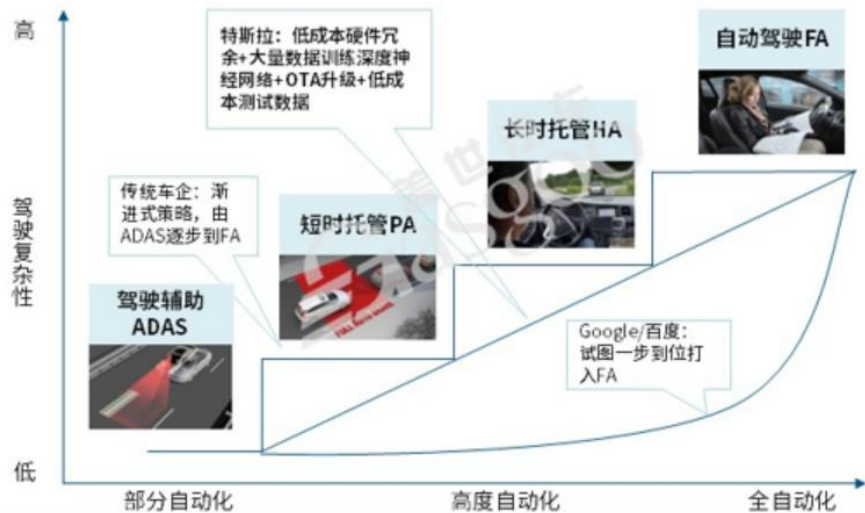 高
特斯拉：低成本硬件冗
余+大量数据训练深度神
经网络+OTA升级+低成
本测试数据
自动驾驶FA
长时托管HA
传统车企：渐
进式策略，由
ADAS逐步到FA
短时托管PA
驾驶复杂性
驾驶辅助
ADAS
Google/百度：
试图一步到位打
入FA
低
部分自动化
高度自动化
全自动化